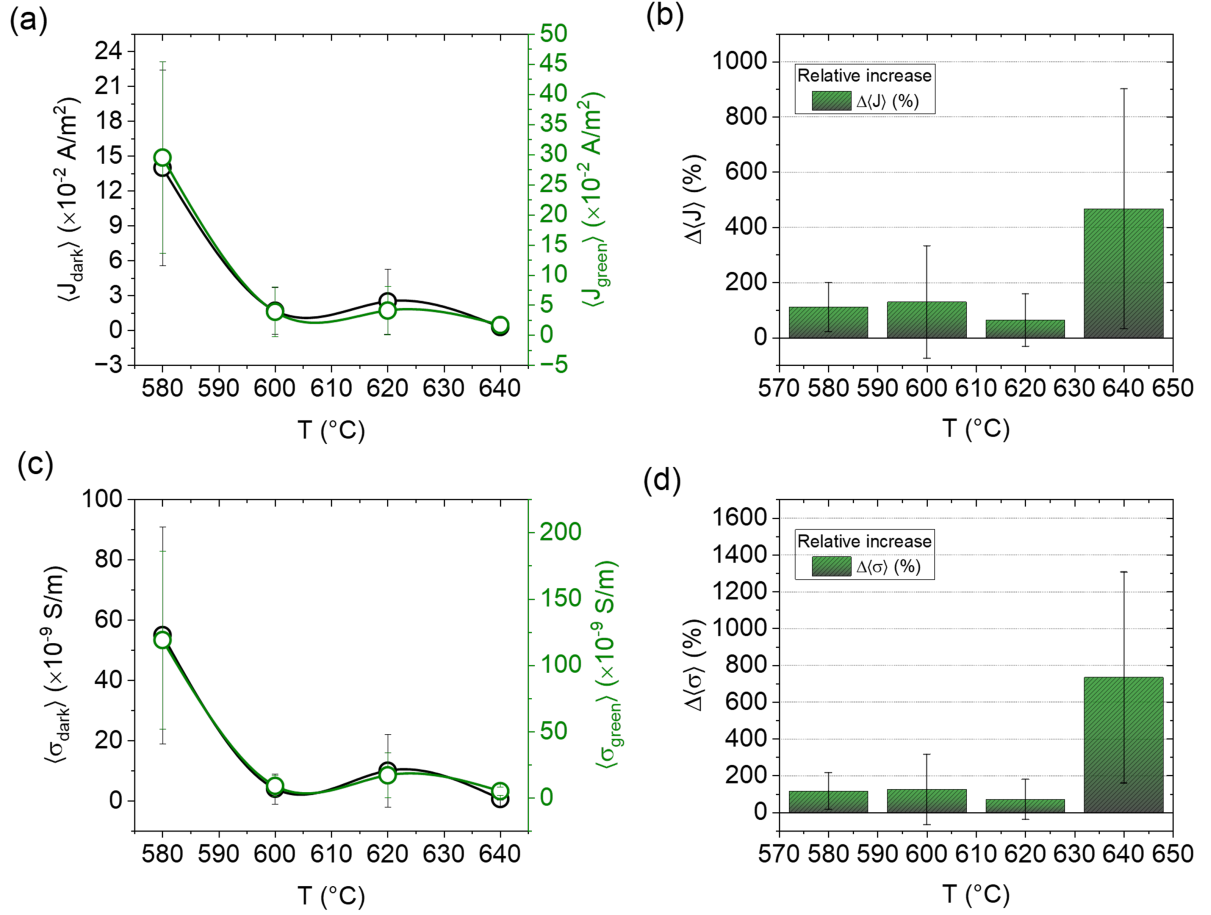 (a)
24
21
18
15
12
9
6
3
0
−3
⟨J_dark⟩ (×10⁻² A/m²)
50
45
40
35
30
25
20
15
10
5
0
−5
⟨J_green⟩ (×10⁻² A/m²)
580 590 600 610 620 630 640
T (°C)
(b)
1000
800
600
400
200
0
Δ⟨J⟩ (%)
Relative increase
Δ⟨J⟩ (%)
570 580 590 600 610 620 630 640 650
T (°C)
(c)
100
80
60
40
20
0
⟨σ_dark⟩ (×10⁻⁹ S/m)
200
150
100
50
0
⟨σ_green⟩ (×10⁻⁹ S/m)
580 590 600 610 620 630 640
T (°C)
(d)
1600
1400
1200
1000
800
600
400
200
0
Δ⟨σ⟩ (%)
Relative increase
Δ⟨σ⟩ (%)
570 580 590 600 610 620 630 640 650
T (°C)